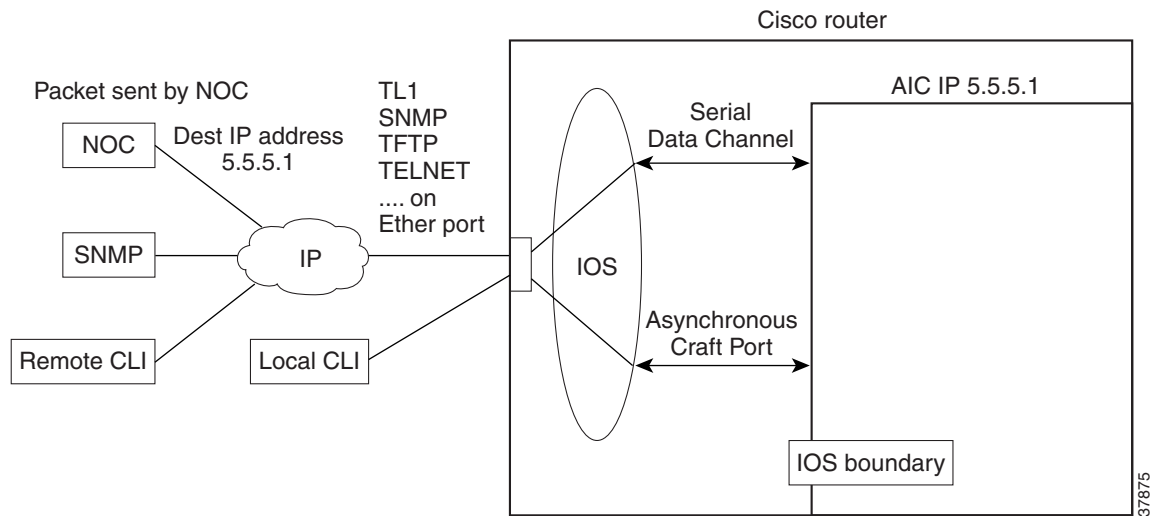 Cisco router
Packet sent by NOC
NOC
Dest IP address
5.5.5.1
TL1
SNMP
TFTP
TELNET
.... on
Ether port
AIC IP 5.5.5.1
Serial
Data Channel
SNMP
IP
IOS
Remote CLI
Local CLI
Asynchronous
Craft Port
IOS boundary
37875